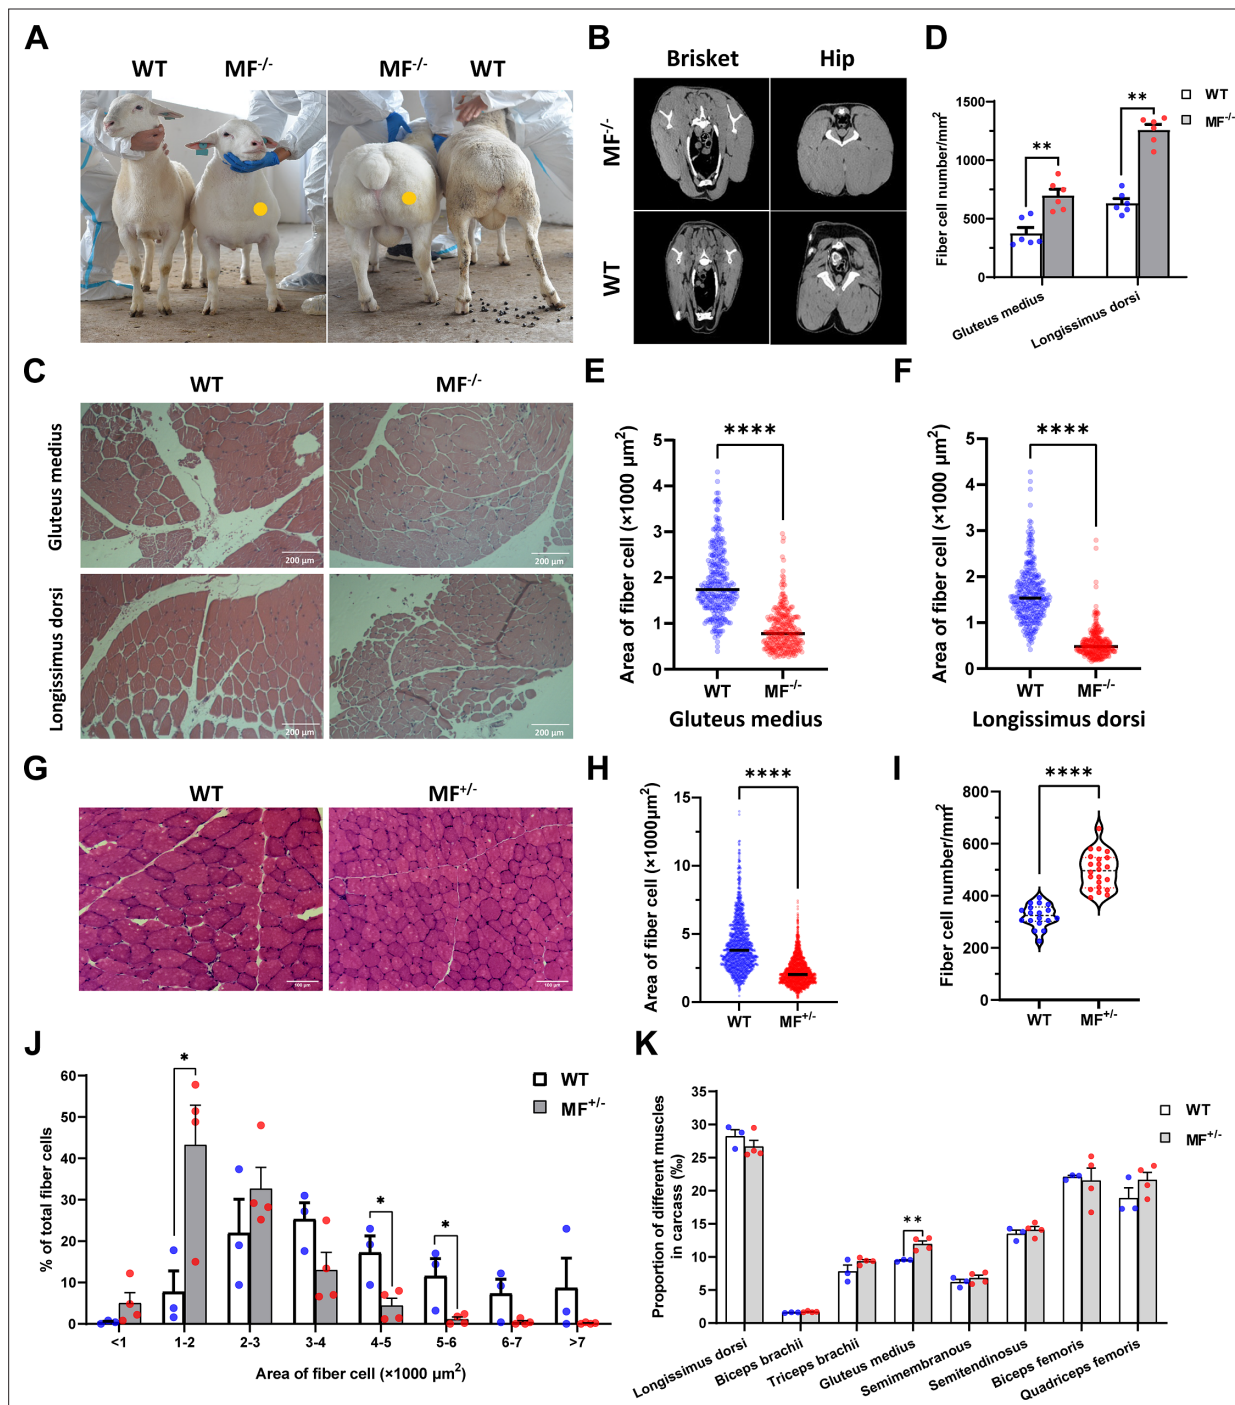 A
WT
MF-/-
MF-/-
WT
B
Brisket
Hip
MF-/-
WT
D
WT
MF-/-
Fiber cell number/mm2
1500
1000
500
0
**
**
Gluteus medius
Longissimus dorsi
C
WT
MF-/-
Gluteus medius
Longissimus dorsi
200 μm
200 μm
200 μm
200 μm
E
Area of fiber cell (×1000 μm2)
5
4
3
2
1
0
****
WT
MF-/-
Gluteus medius
F
Area of fiber cell (×1000 μm2)
5
4
3
2
1
0
****
WT
MF-/-
Longissimus dorsi
G
WT
MF+/-
100 μm
100 μm
H
Area of fiber cell (×1000μm2)
15
10
5
0
****
WT
MF+/-
I
Fiber cell number/mm2
800
600
400
200
0
****
WT
MF+/-
J
% of total fiber cells
60
50
40
30
20
10
0
*
*
*
WT
MF+/-
<1
1-2
2-3
3-4
4-5
5-6
6-7
>7
Area of fiber cell (×1000 μm2)
K
Proportion of different muscles
in carcass (‰)
35
30
25
20
15
10
5
0
**
WT
MF+/-
Longissimus dorsi
Biceps brachii
Triceps brachii
Gluteus medius
Semimembranous
Semitendinosus
Biceps femoris
Quadriceps femoris